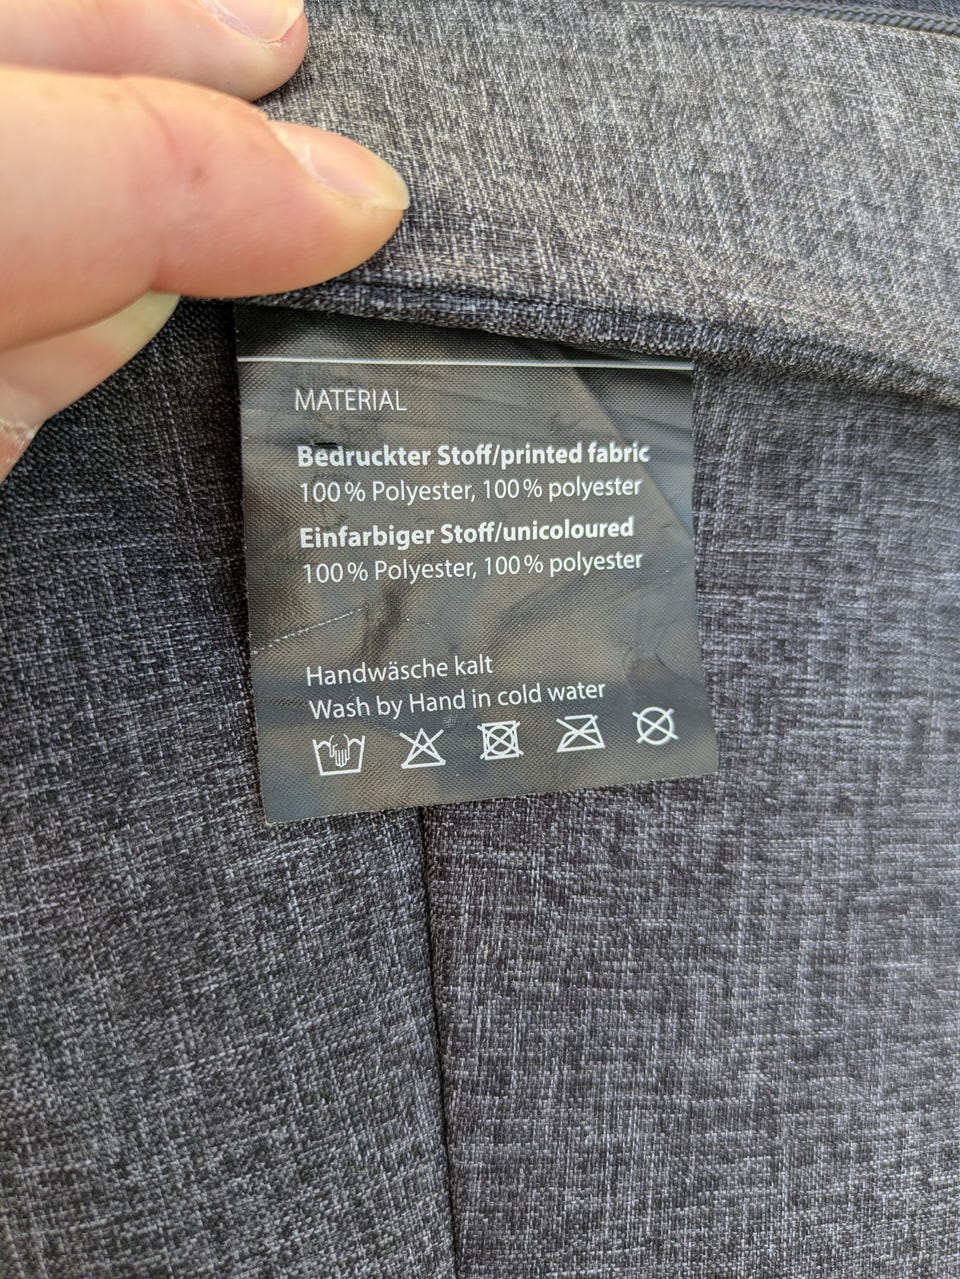 MATERIAL
Bedruckter Stoff/printed fabric
100% Polyester, 100% polyester
Einfarbiger Stoff/unicoloured
100% Polyester, 100% polyester
Handwäsche kalt
Wash by Hand in cold water